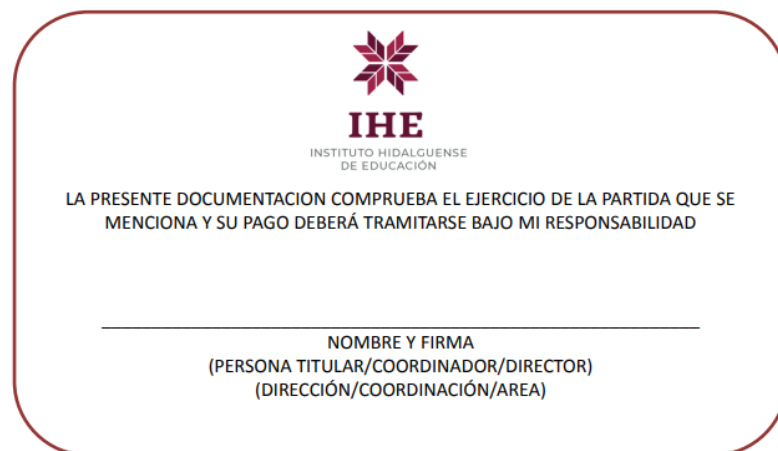 IHE
INSTITUTO HIDALGUENSE
DE EDUCACIÓN
LA PRESENTE DOCUMENTACION COMPRUEBA EL EJERCICIO DE LA PARTIDA QUE SE
MENCIONA Y SU PAGO DEBERÁ TRAMITARSE BAJO MI RESPONSABILIDAD
NOMBRE Y FIRMA
(PERSONA TITULAR/COORDINADOR/DIRECTOR)
(DIRECCIÓN/COORDINACIÓN/AREA)